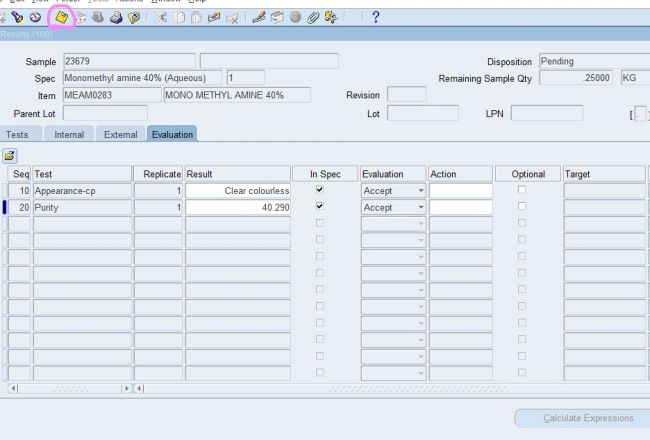 Results (100)
Sample 23679 Disposition Pending
Spec Monomethyl amine 40% (Aqueous) 1 Remaining Sample Qty .25000 KG
Item MEAM0283 MONO METHYL AMINE 40% Revision
Parent Lot Lot LPN [ . ]
Tests Internal External Evaluation
Seq Test Replicate Result In Spec Evaluation Action Optional Target
10 Appearance-cp 1 Clear colourless Accept
20 Purity 1 40.290 Accept
Calculate Expressions